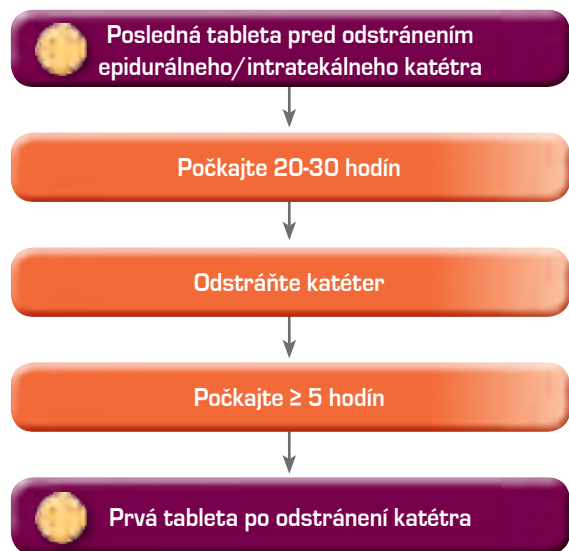 Posledná tableta pred odstránením
epidurálneho/intratekálneho katétra
Počkajte 20-30 hodín
Odstráňte katéter
Počkajte ≥ 5 hodín
Prvá tableta po odstránení katétra